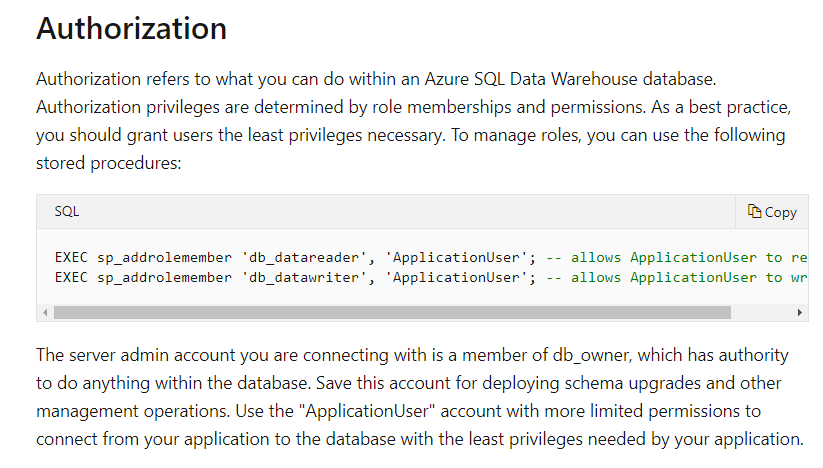 Authorization
Authorization refers to what you can do within an Azure SQL Data Warehouse database.
Authorization privileges are determined by role memberships and permissions. As a best practice,
you should grant users the least privileges necessary. To manage roles, you can use the following
stored procedures:
SQL
Copy
EXEC sp_addrolemember 'db_datareader', 'ApplicationUser'; -- allows ApplicationUser to re
EXEC sp_addrolemember 'db_datawriter', 'ApplicationUser'; -- allows ApplicationUser to wr
The server admin account you are connecting with is a member of db_owner, which has authority
to do anything within the database. Save this account for deploying schema upgrades and other
management operations. Use the "ApplicationUser" account with more limited permissions to
connect from your application to the database with the least privileges needed by your application.